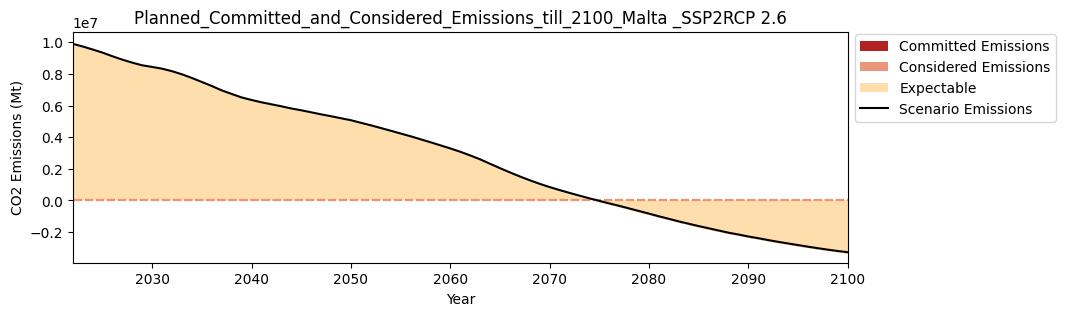 Planned_Committed_and_Considered_Emissions_till_2100_Malta _SSP2RCP 2.6
1e7
1.0
0.8
0.6
0.4
0.2
0.0
−0.2
CO2 Emissions (Mt)
2030 2040 2050 2060 2070 2080 2090 2100
Year
Committed Emissions
Considered Emissions
Expectable
Scenario Emissions